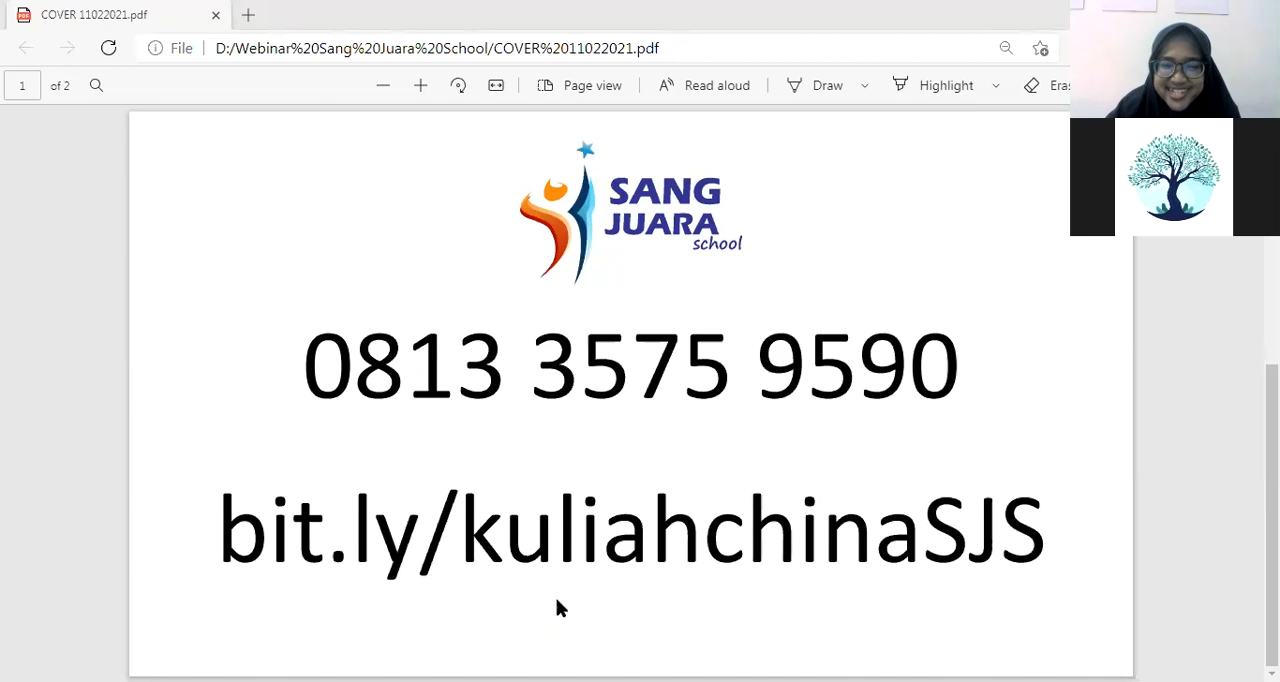 COVER 11022021.pdf
File D:/Webinar%20Sang%20Juara%20School/COVER%2011022021.pdf
1 of 2 Page view Read aloud Draw Highlight
SANG
JUARA
school
0813 3575 9590
bit.ly/kuliahchinaSJS